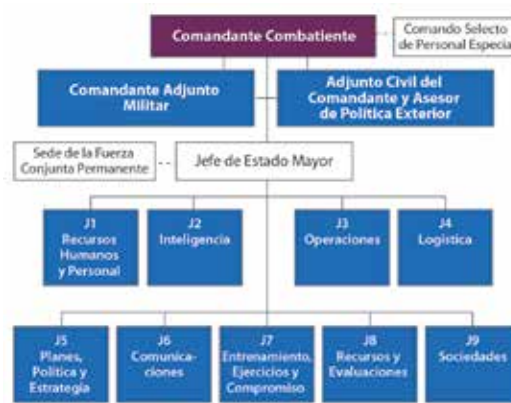 Comandante Combatiente
Comando Selecto
de Personal Especial
Comandante Adjunto
Militar
Adjunto Civil del
Comandante y Asesor
de Política Exterior
Sede de la Fuerza
Conjunta Permanente
Jefe de Estado Mayor
J1
Recursos
Humanos
y Personal
J2
Inteligencia
J3
Operaciones
J4
Logística
J5
Planes,
Política y
Estrategia
J6
Comunica-
ciones
J7
Entrenamiento,
Ejercicios y
Compromiso
J8
Recursos y
Evaluaciones
J9
Sociedades